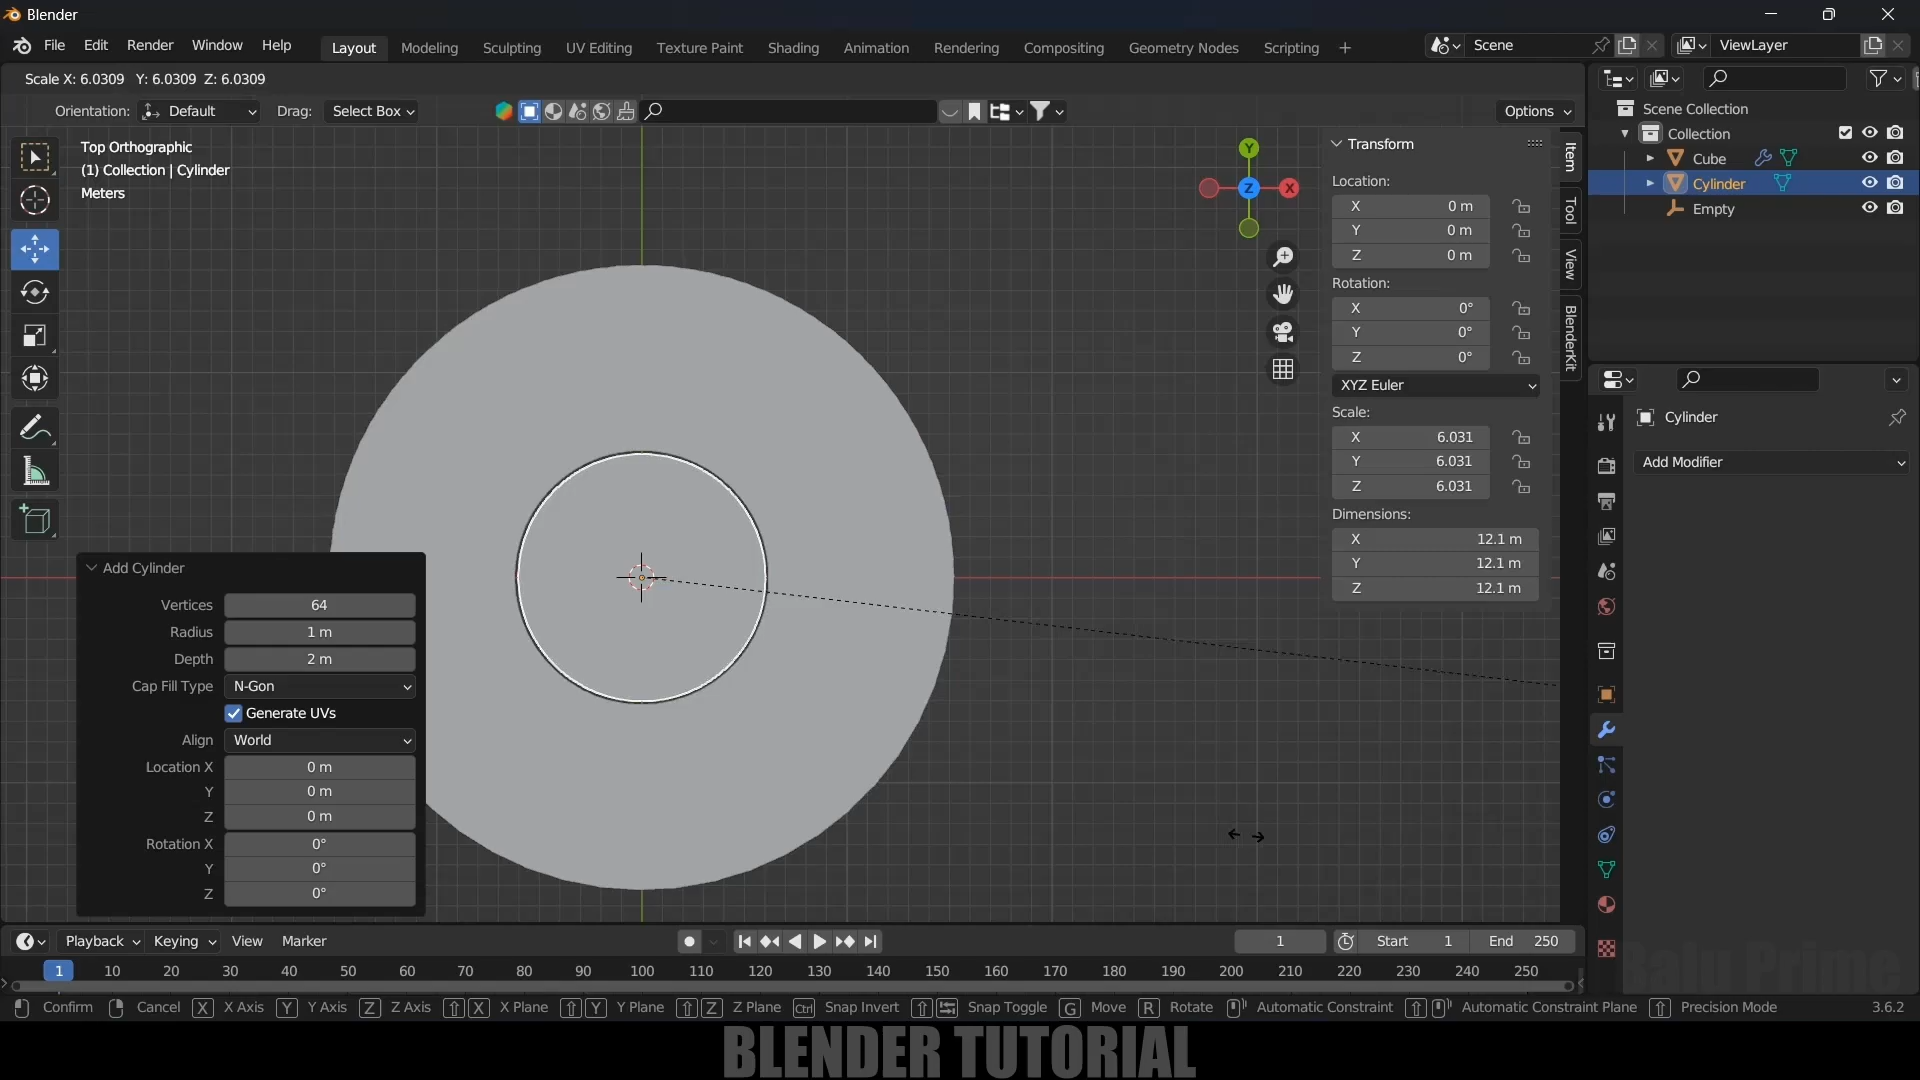 Blender
File Edit Render Window Help
Layout Modeling Sculpting UV Editing Texture Paint Shading Animation Rendering Compositing Geometry Nodes Scripting +
Scene
ViewLayer
Scale X: 6.0309 Y: 6.0309 Z: 6.0309
Orientation: Default Drag: Select Box
Options
Top Orthographic
(1) Collection | Cylinder
Meters
Y
X
Z
Transform
Location:
X 0 m
Y 0 m
Z 0 m
Rotation:
X 0°
Y 0°
Z 0°
XYZ Euler
Scale:
X 6.031
Y 6.031
Z 6.031
Dimensions:
X 12.1 m
Y 12.1 m
Z 12.1 m
Item
Tool
View
BlenderKit
Scene Collection
Collection
Cube
Cylinder
Empty
Cylinder
Add Modifier
Add Cylinder
Vertices 64
Radius 1 m
Depth 2 m
Cap Fill Type N-Gon
Generate UVs
Align World
Location X 0 m
Y 0 m
Z 0 m
Rotation X 0°
Y 0°
Z 0°
Playback Keying View Marker
1 Start 1 End 250
1 10 20 30 40 50 60 70 80 90 100 110 120 130 140 150 160 170 180 190 200 210 220 230 240 250
Balu Prime
Confirm Cancel X X Axis Y Y Axis Z Z Axis X X Plane Y Y Plane Z Z Plane Ctrl Snap Invert Snap Toggle G Move R Rotate Automatic Constraint Automatic Constraint Plane Precision Mode 3.6.2
BLENDER TUTORIAL